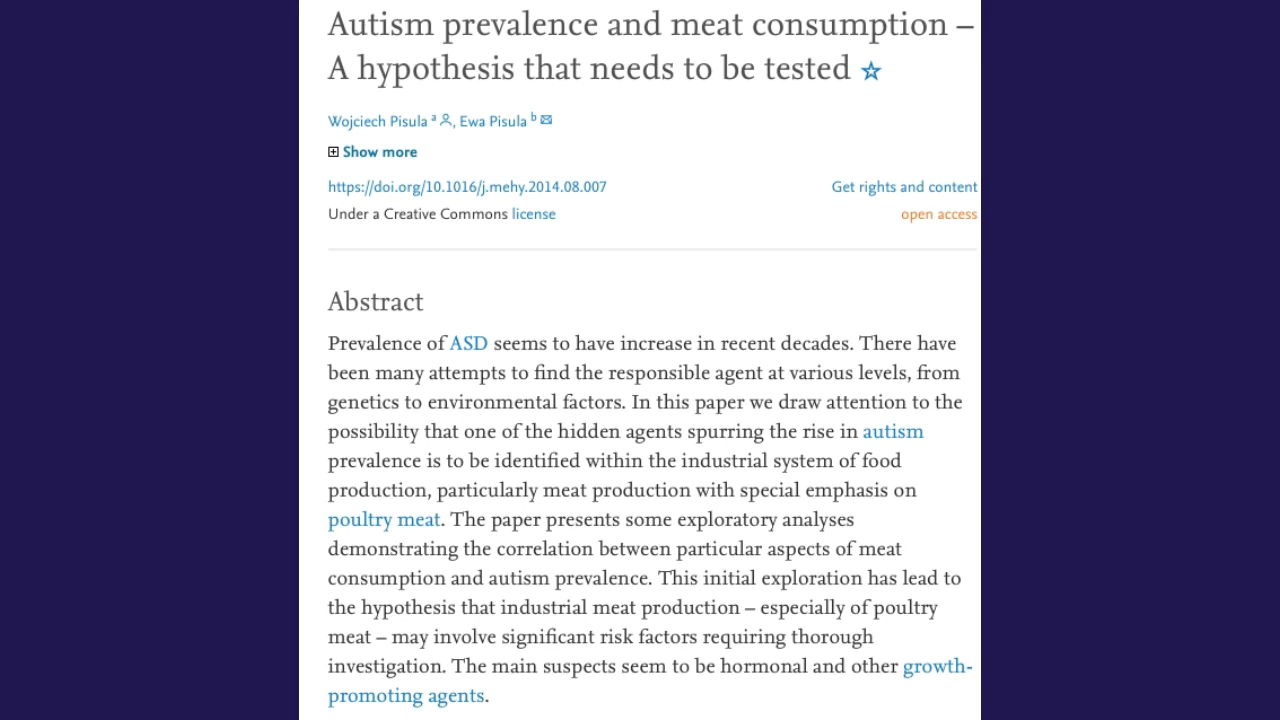 Autism prevalence and meat consumption –
A hypothesis that needs to be tested ☆
Wojciech Pisula a, Ewa Pisula b
Show more
https://doi.org/10.1016/j.mehy.2014.08.007 Get rights and content
Under a Creative Commons license open access
Abstract
Prevalence of ASD seems to have increase in recent decades. There have
been many attempts to find the responsible agent at various levels, from
genetics to environmental factors. In this paper we draw attention to the
possibility that one of the hidden agents spurring the rise in autism
prevalence is to be identified within the industrial system of food
production, particularly meat production with special emphasis on
poultry meat. The paper presents some exploratory analyses
demonstrating the correlation between particular aspects of meat
consumption and autism prevalence. This initial exploration has lead to
the hypothesis that industrial meat production – especially of poultry
meat – may involve significant risk factors requiring thorough
investigation. The main suspects seem to be hormonal and other growth-
promoting agents.